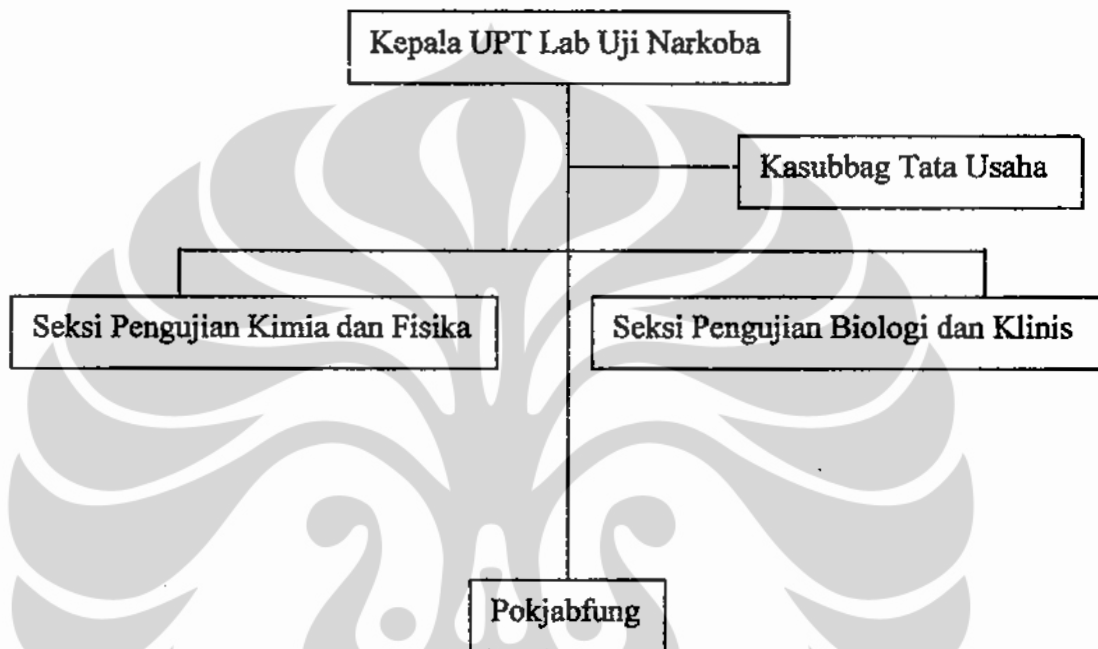 Kepala UPT Lab Uji Narkoba
Kasubbag Tata Usaha
Seksi Pengujian Kimia dan Fisika
Seksi Pengujian Biologi dan Klinis
Pokjabfung